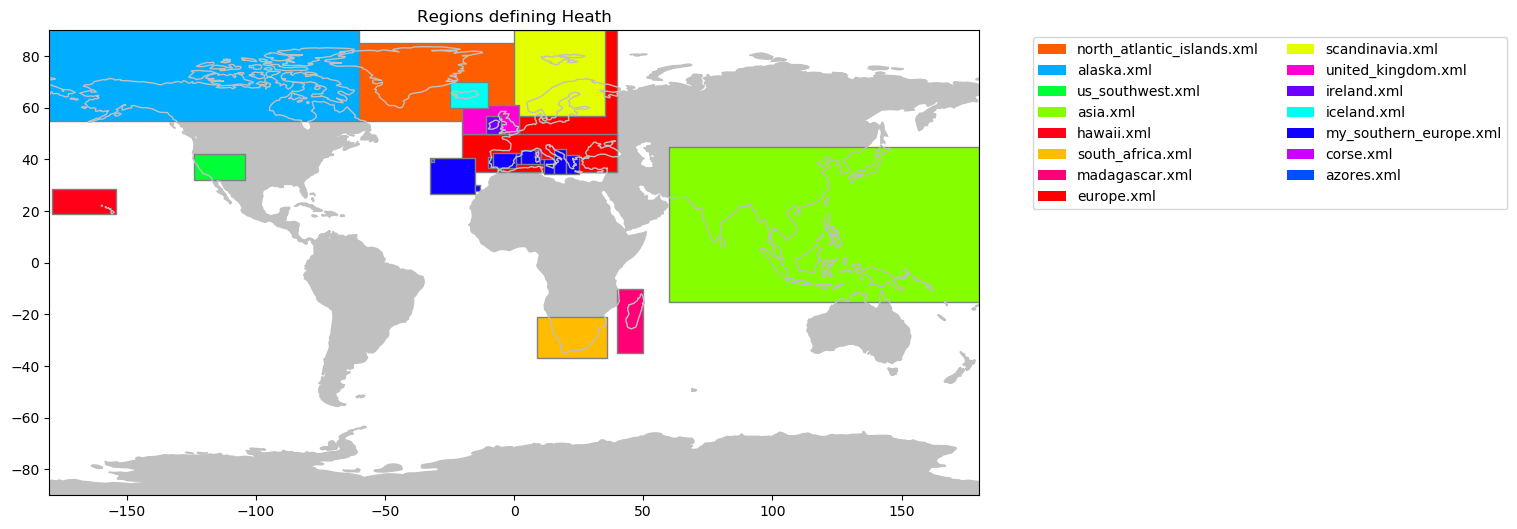 Regions defining Heath
80
60
40
20
0
−20
−40
−60
−80
−150
−100
−50
0
50
100
150
north_atlantic_islands.xml
alaska.xml
us_southwest.xml
asia.xml
hawaii.xml
south_africa.xml
madagascar.xml
europe.xml
scandinavia.xml
united_kingdom.xml
ireland.xml
iceland.xml
my_southern_europe.xml
corse.xml
azores.xml